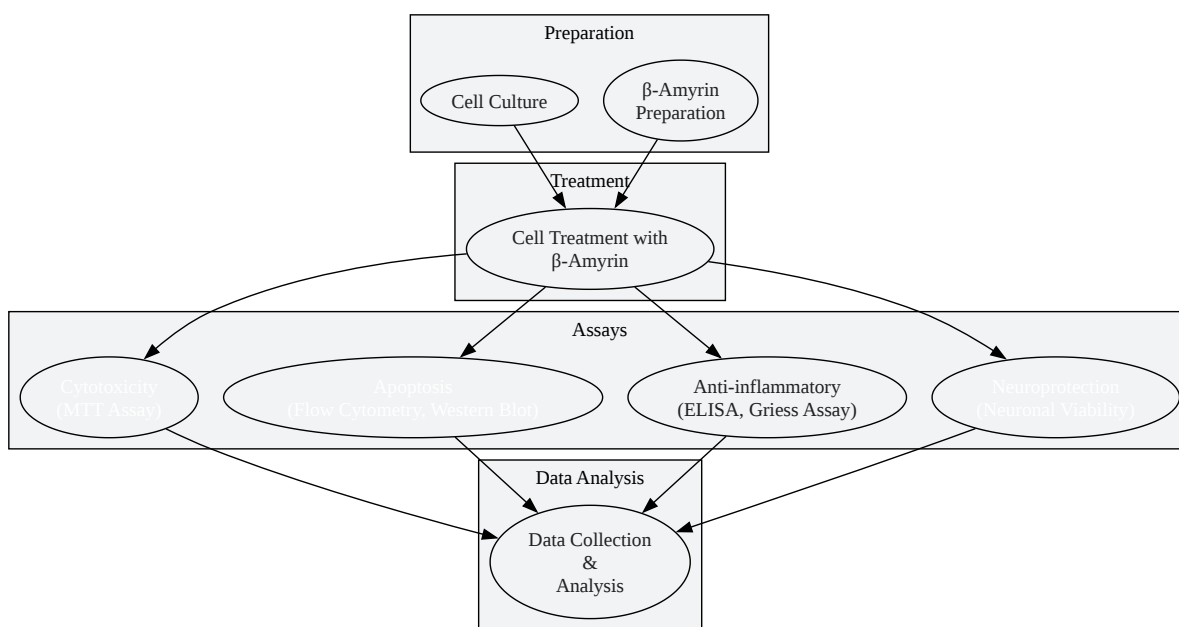 Preparation
Cell Culture
β-Amyrin
Preparation
Treatment
Cell Treatment with
β-Amyrin
Assays
Cytotoxicity
(MTT Assay)
Apoptosis
(Flow Cytometry, Western Blot)
Anti-inflammatory
(ELISA, Griess Assay)
Neuroprotection
(Neuronal Viability)
Data Analysis
Data Collection
&
Analysis